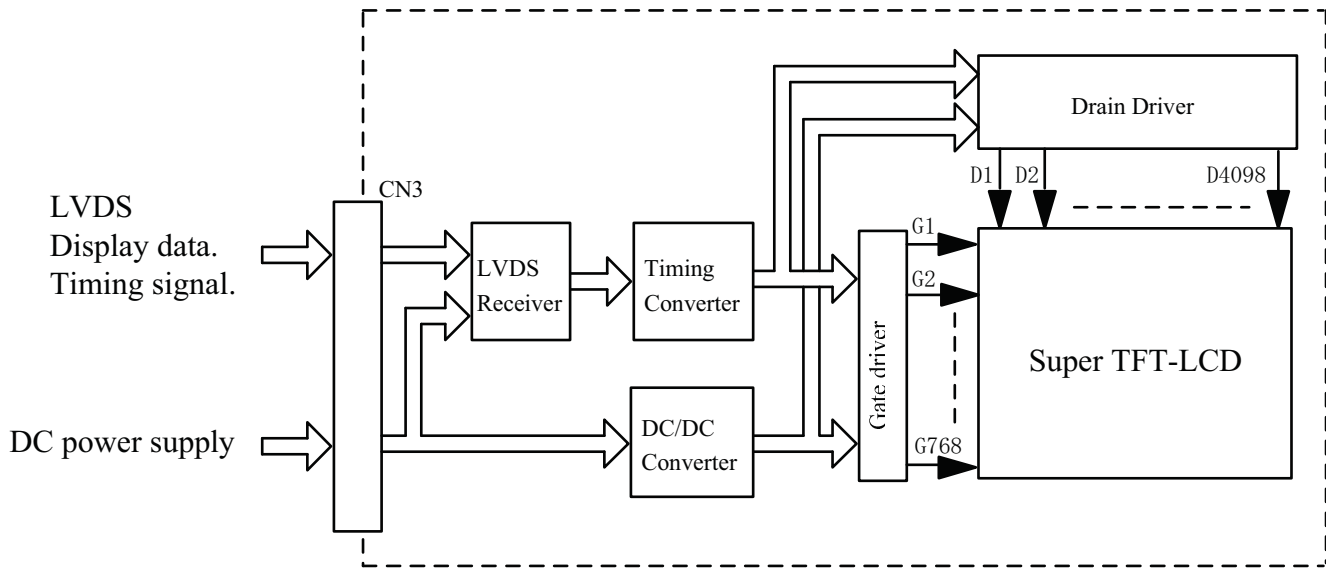 Drain Driver
D1
D2
D4098
CN3
LVDS
Display data.
Timing signal.
LVDS
Receiver
Timing
Converter
G1
G2
Gate driver
Super TFT-LCD
DC power supply
DC/DC
Converter
G768